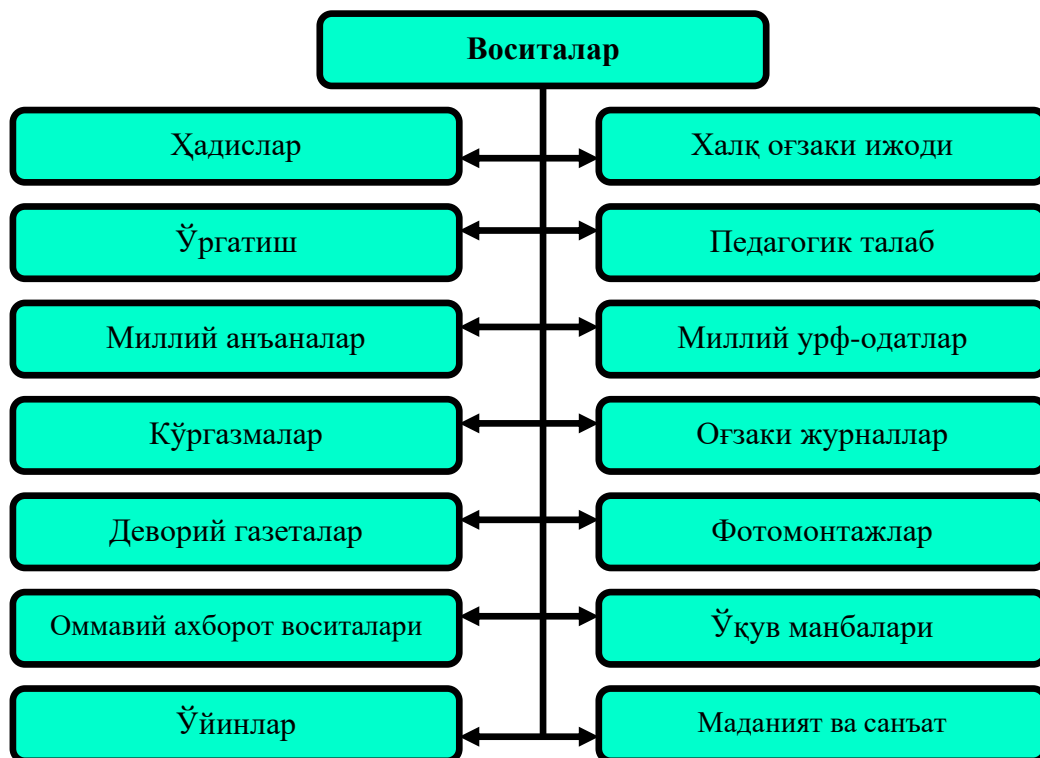 Воситалар
Ҳадислар
Халқ оғзаки ижоди
Ўргатиш
Педагогик талаб
Миллий анъаналар
Миллий урф-одатлар
Кўргазмалар
Оғзаки журналлар
Деворий газеталар
Фотомонтажлар
Оммавий ахборот воситалари
Ўқув манбалари
Ўйинлар
Маданият ва санъат